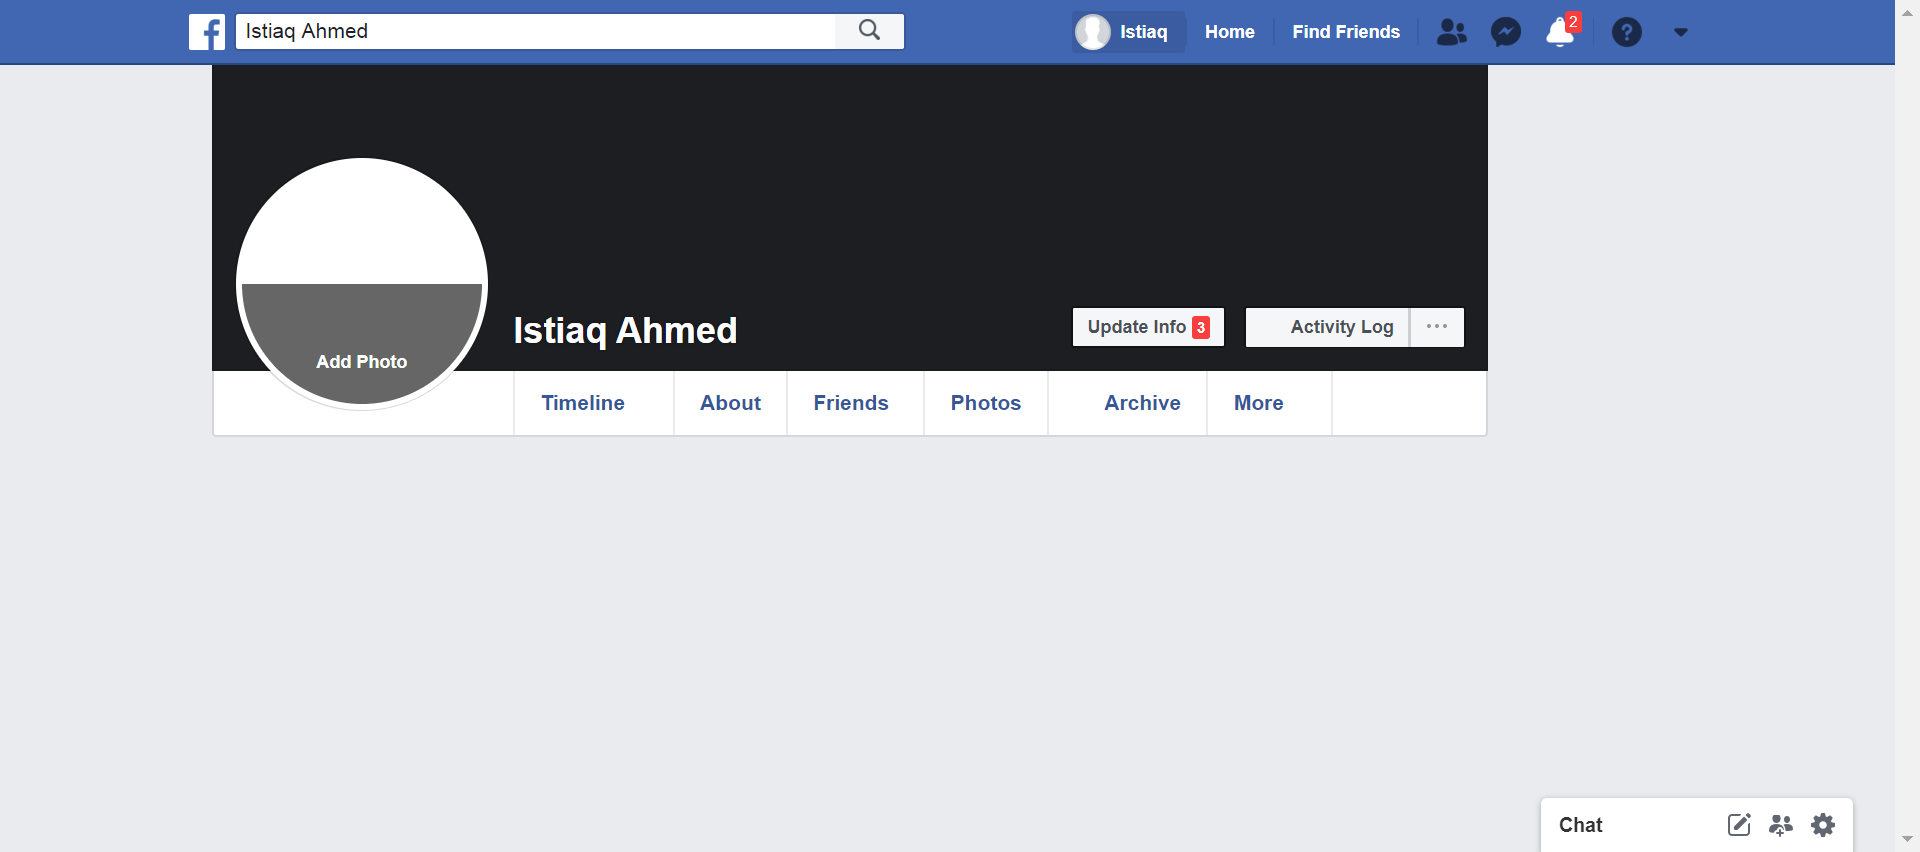 Istiaq Ahmed
Istiaq Home Find Friends 2 ?
Istiaq Ahmed
Update Info 3 Activity Log ...
Add Photo
Timeline About Friends Photos Archive More
Chat